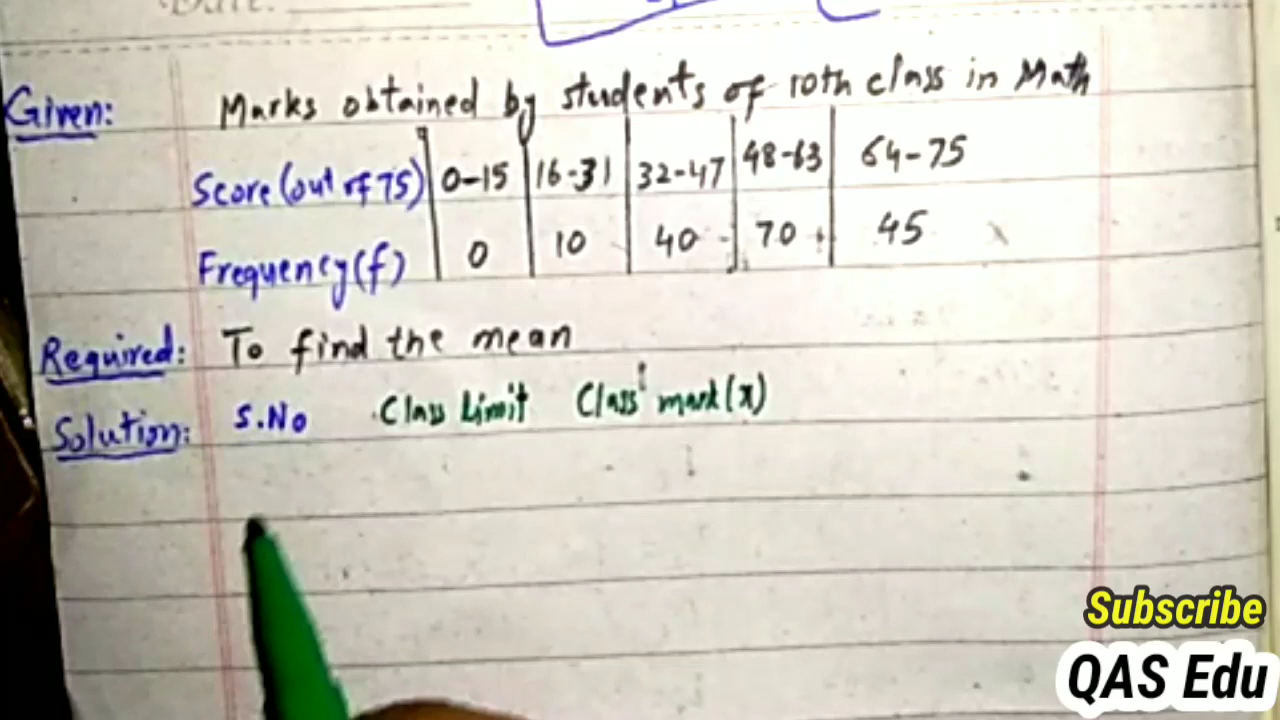 Date:
Given: Marks obtained by students of 10th class in Math
Score (out of 75) 0-15 16-31 32-47 48-63 64-75
Frequency(f) 0 10 40 70 45
Required: To find the mean
Solution: S.No Class Limit Class mark (x)
Subscribe
QAS Edu